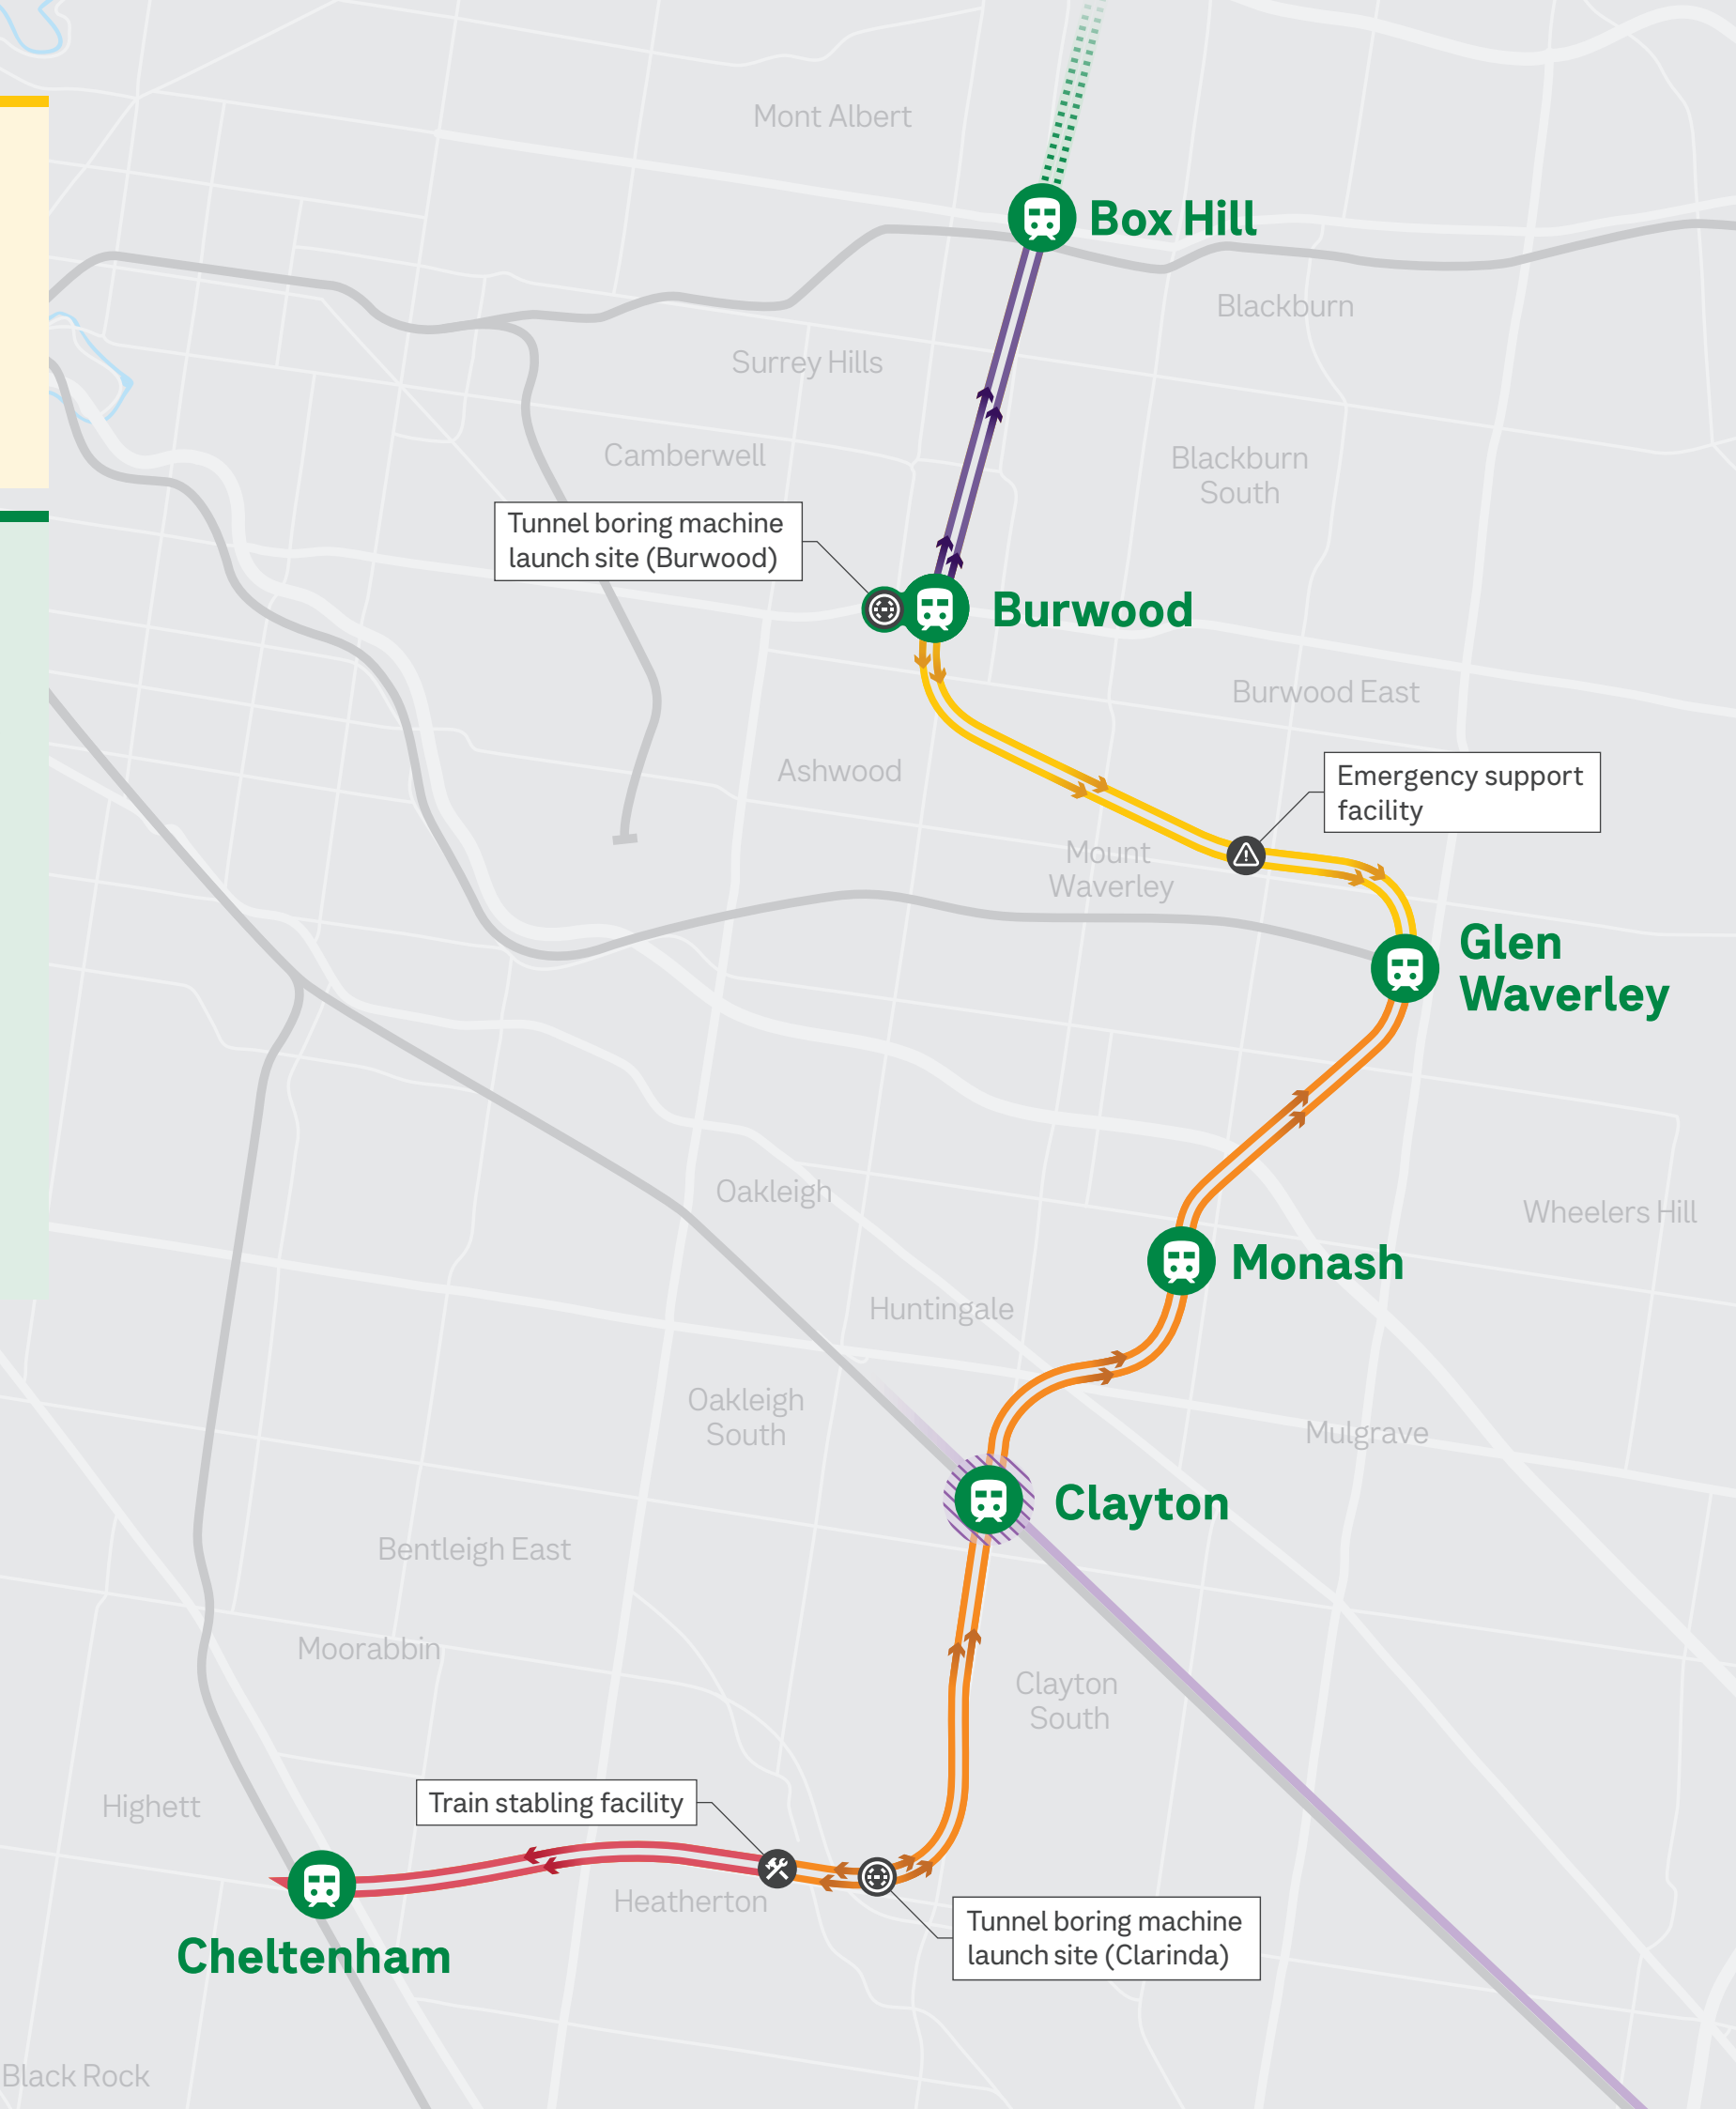 Mont Albert
Box Hill
Blackburn
Surrey Hills
Camberwell
Blackburn
South
Tunnel boring machine
launch site (Burwood)
Burwood
Burwood East
Ashwood
Emergency support
facility
Mount
Waverley
Glen
Waverley
Oakleigh
Wheelers Hill
Monash
Huntingale
Oakleigh
South
Mulgrave
Clayton
Bentleigh East
Moorabbin
Clayton
South
Highett
Train stabling facility
Heatherton
Tunnel boring machine
launch site (Clarinda)
Cheltenham
Black Rock